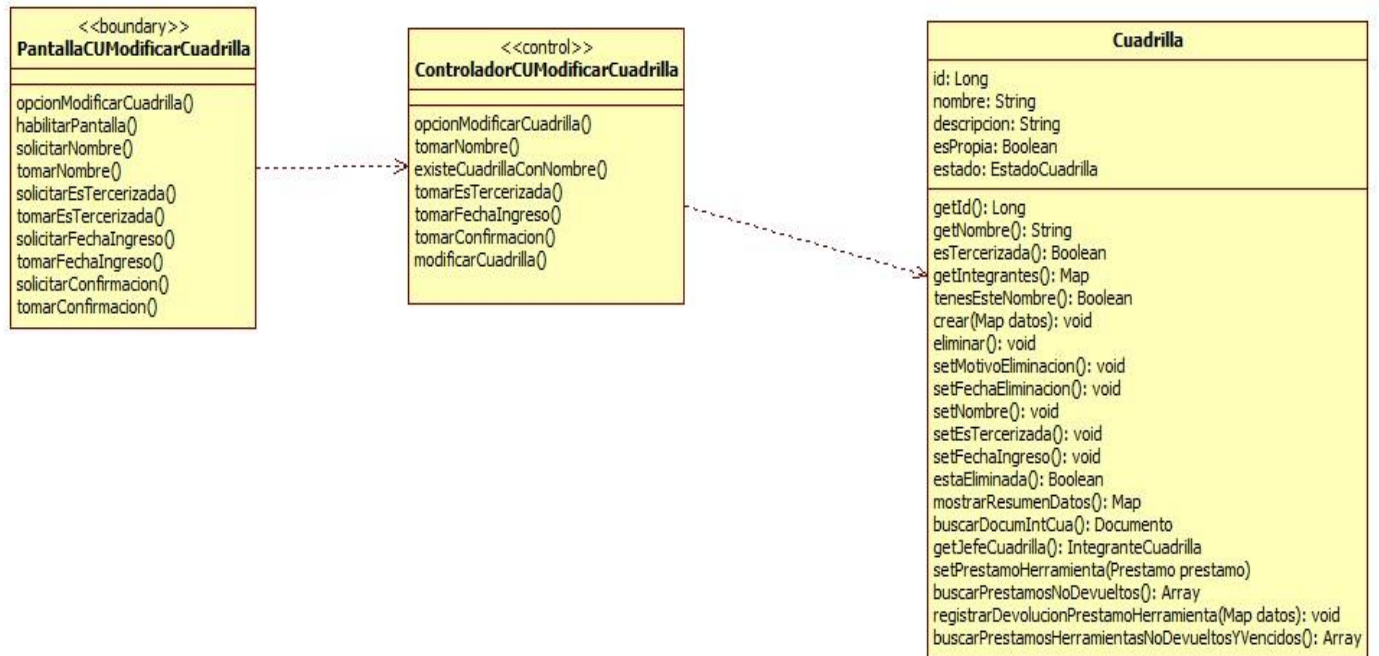 <<boundary>>
PantallaCUModificarCuadrilla
opcionModificarCuadrilla()
habilitarPantalla()
solicitarNombre()
tomarNombre()
solicitarEsTercerizada()
tomarEsTercerizada()
solicitarFechaIngreso()
tomarFechaIngreso()
solicitarConfirmacion()
tomarConfirmacion()
<<control>>
ControladorCUModificarCuadrilla
opcionModificarCuadrilla()
tomarNombre()
existeCuadrillaConNombre()
tomarEsTercerizada()
tomarFechaIngreso()
tomarConfirmacion()
modificarCuadrilla()
Cuadrilla
id: Long
nombre: String
descripcion: String
esPropia: Boolean
estado: EstadoCuadrilla
getId(): Long
getNombre(): String
esTercerizada(): Boolean
getIntegrantes(): Map
tenesEsteNombre(): Boolean
crear(Map datos): void
eliminar(): void
setMotivoEliminacion(): void
setFechaEliminacion(): void
setNombre(): void
setEsTercerizada(): void
setFechaIngreso(): void
estaEliminada(): Boolean
mostrarResumenDatos(): Map
buscarDocumIntCua(): Documento
getJefeCuadrilla(): IntegranteCuadrilla
setPrestamoHerramienta(Prestamo prestamo)
buscarPrestamosNoDevueltos(): Array
registrarDevolucionPrestamoHerramienta(Map datos): void
buscarPrestamosHerramientasNoDevueltosYVencidos(): Array